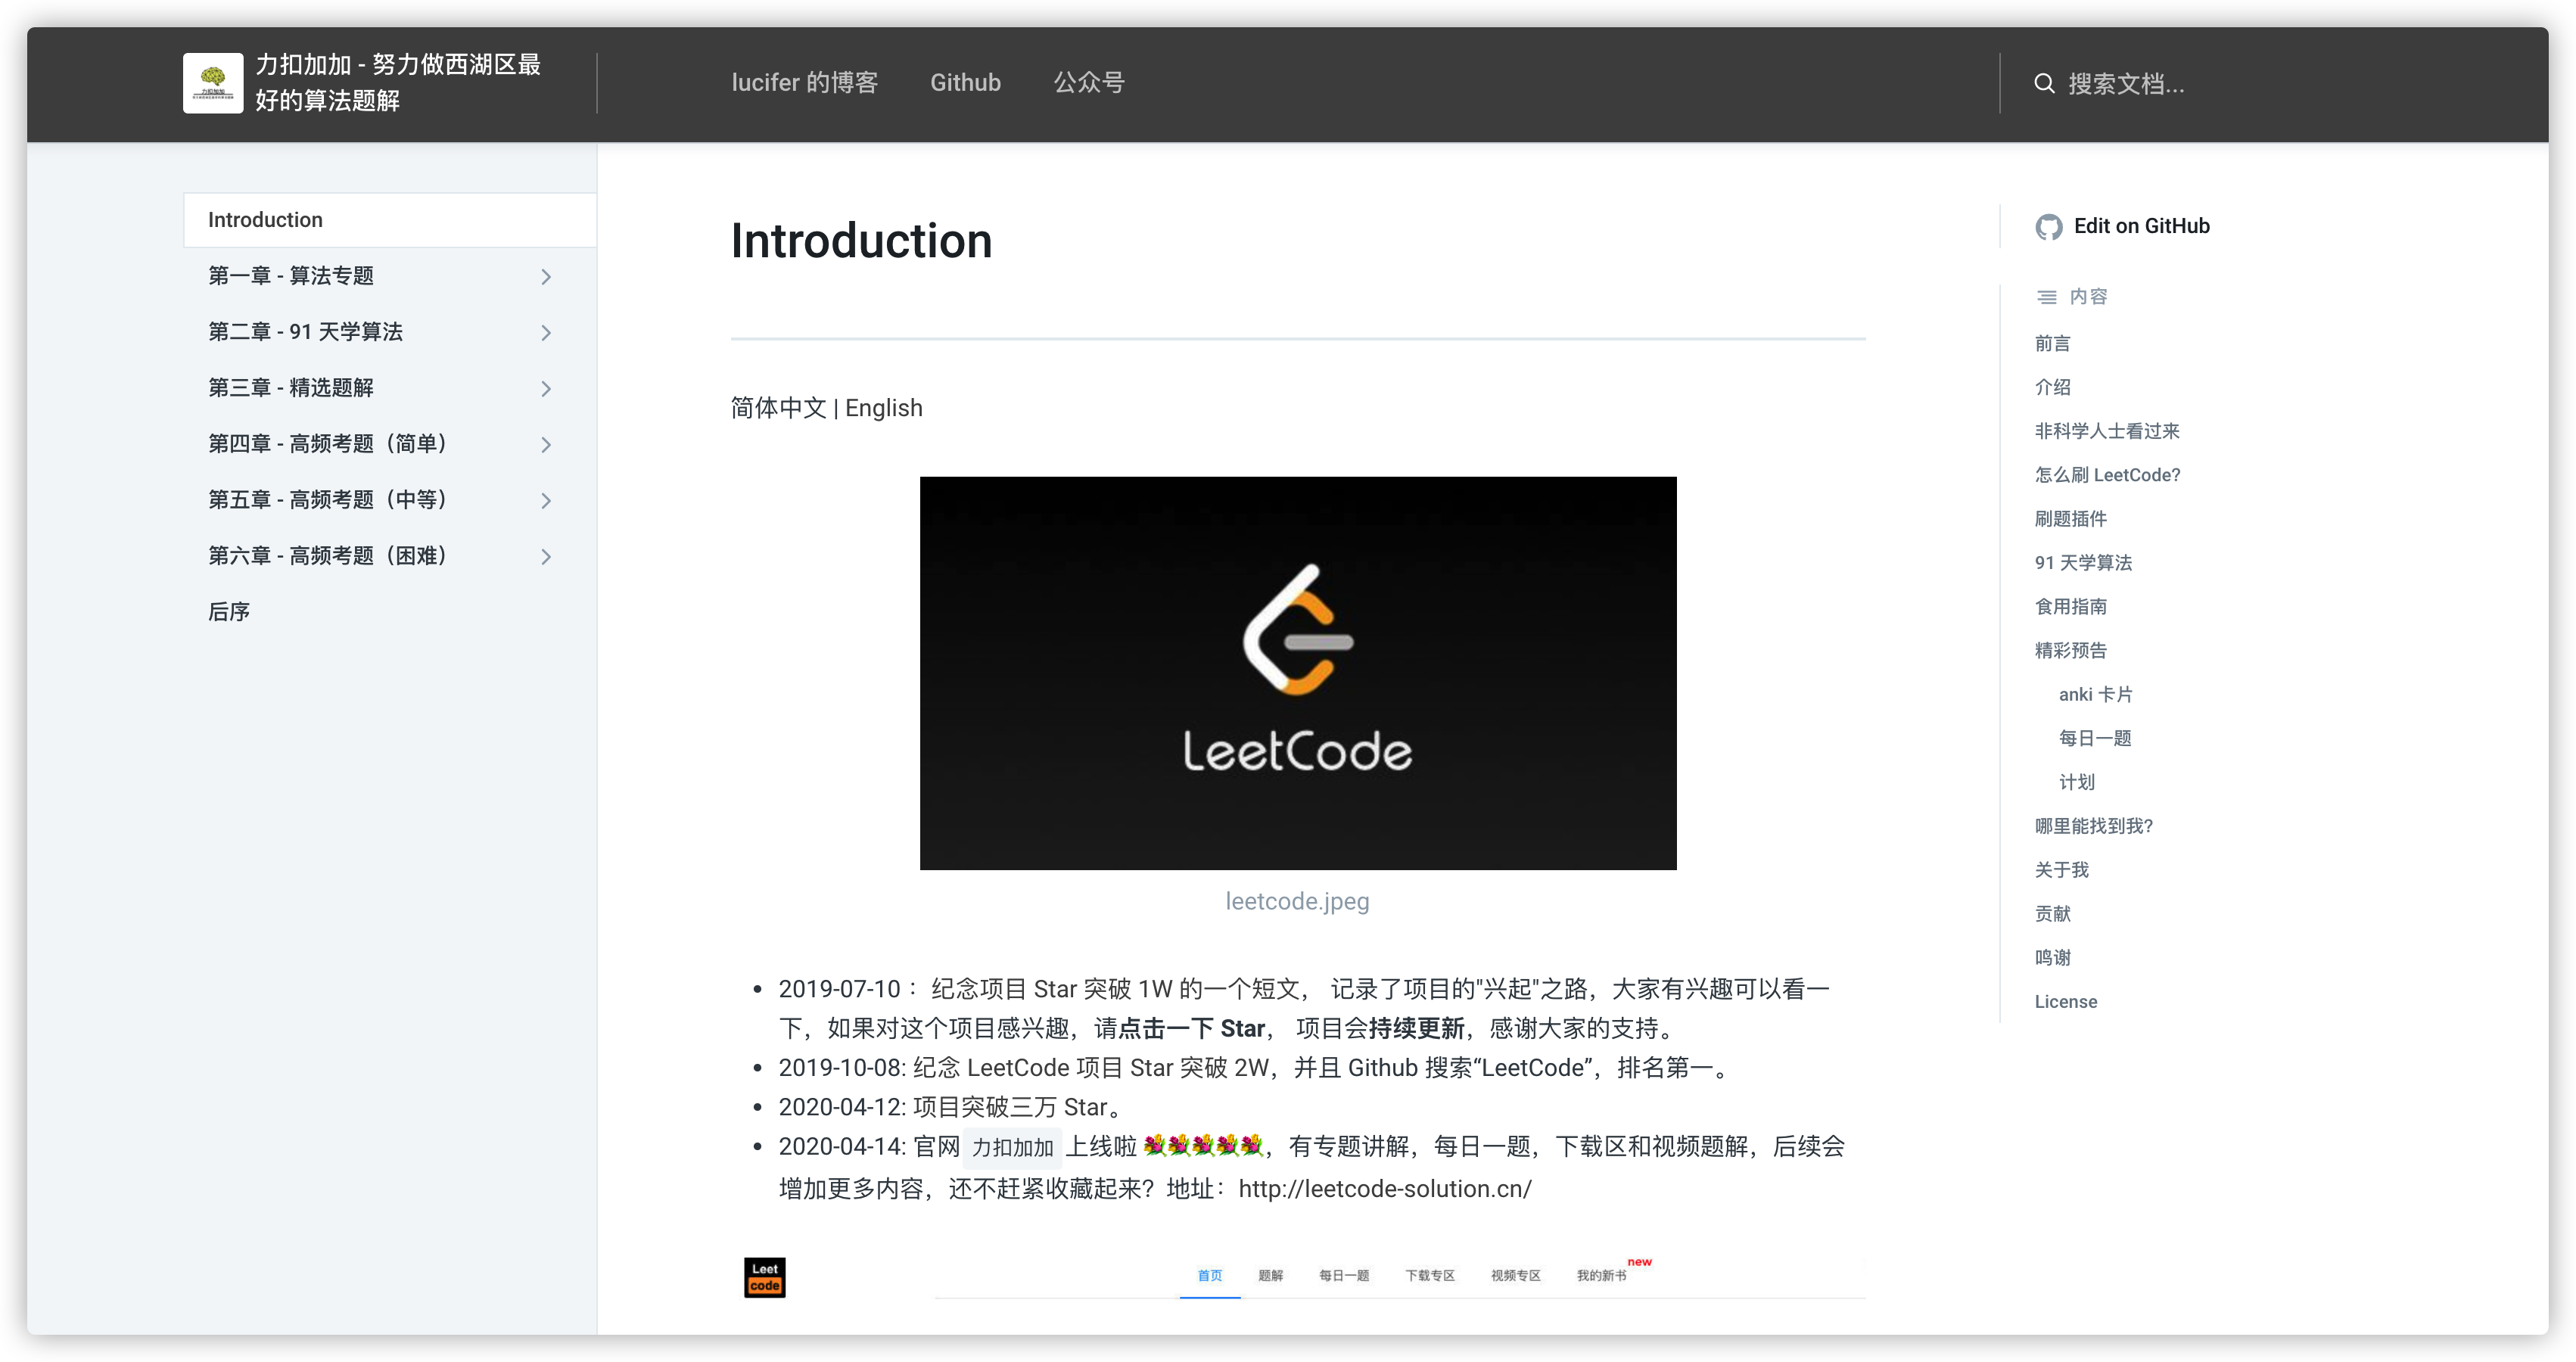 力扣加加 - 努力做西湖区最
好的算法题解
lucifer 的博客
Github
公众号
搜索文档...
Introduction
第一章 - 算法专题
第二章 - 91 天学算法
第三章 - 精选题解
第四章 - 高频考题（简单）
第五章 - 高频考题（中等）
第六章 - 高频考题（困难）
后序
Introduction
简体中文 | English
LeetCode
leetcode.jpeg
2019-07-10 ：纪念项目 Star 突破 1W 的一个短文， 记录了项目的"兴起"之路，大家有兴趣可以看一
下，如果对这个项目感兴趣，请点击一下 Star， 项目会持续更新，感谢大家的支持。
2019-10-08: 纪念 LeetCode 项目 Star 突破 2W，并且 Github 搜索“LeetCode”，排名第一。
2020-04-12: 项目突破三万 Star。
2020-04-14: 官网 力扣加加 上线啦 💐💐💐💐💐，有专题讲解，每日一题，下载区和视频题解，后续会
增加更多内容，还不赶紧收藏起来？地址：http://leetcode-solution.cn/
Leet
code
首页
题解
每日一题
下载专区
视频专区
我的新书
new
Edit on GitHub
内容
前言
介绍
非科学人士看过来
怎么刷 LeetCode?
刷题插件
91 天学算法
食用指南
精彩预告
anki 卡片
每日一题
计划
哪里能找到我?
关于我
贡献
鸣谢
License